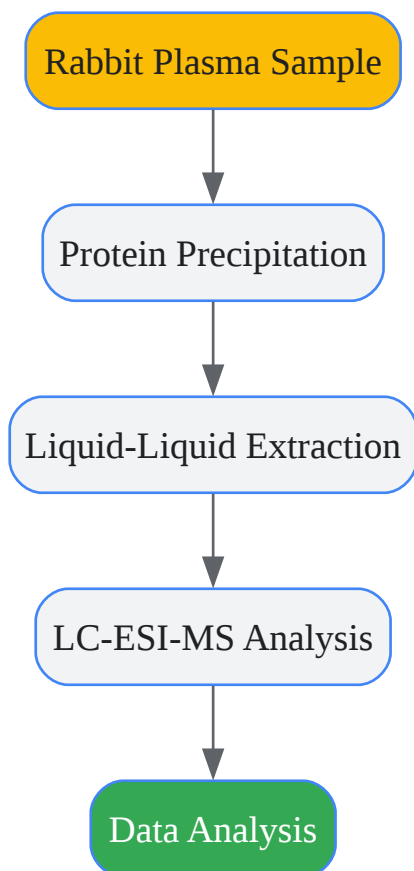 Rabbit Plasma Sample
Protein Precipitation
Liquid-Liquid Extraction
LC-ESI-MS Analysis
Data Analysis